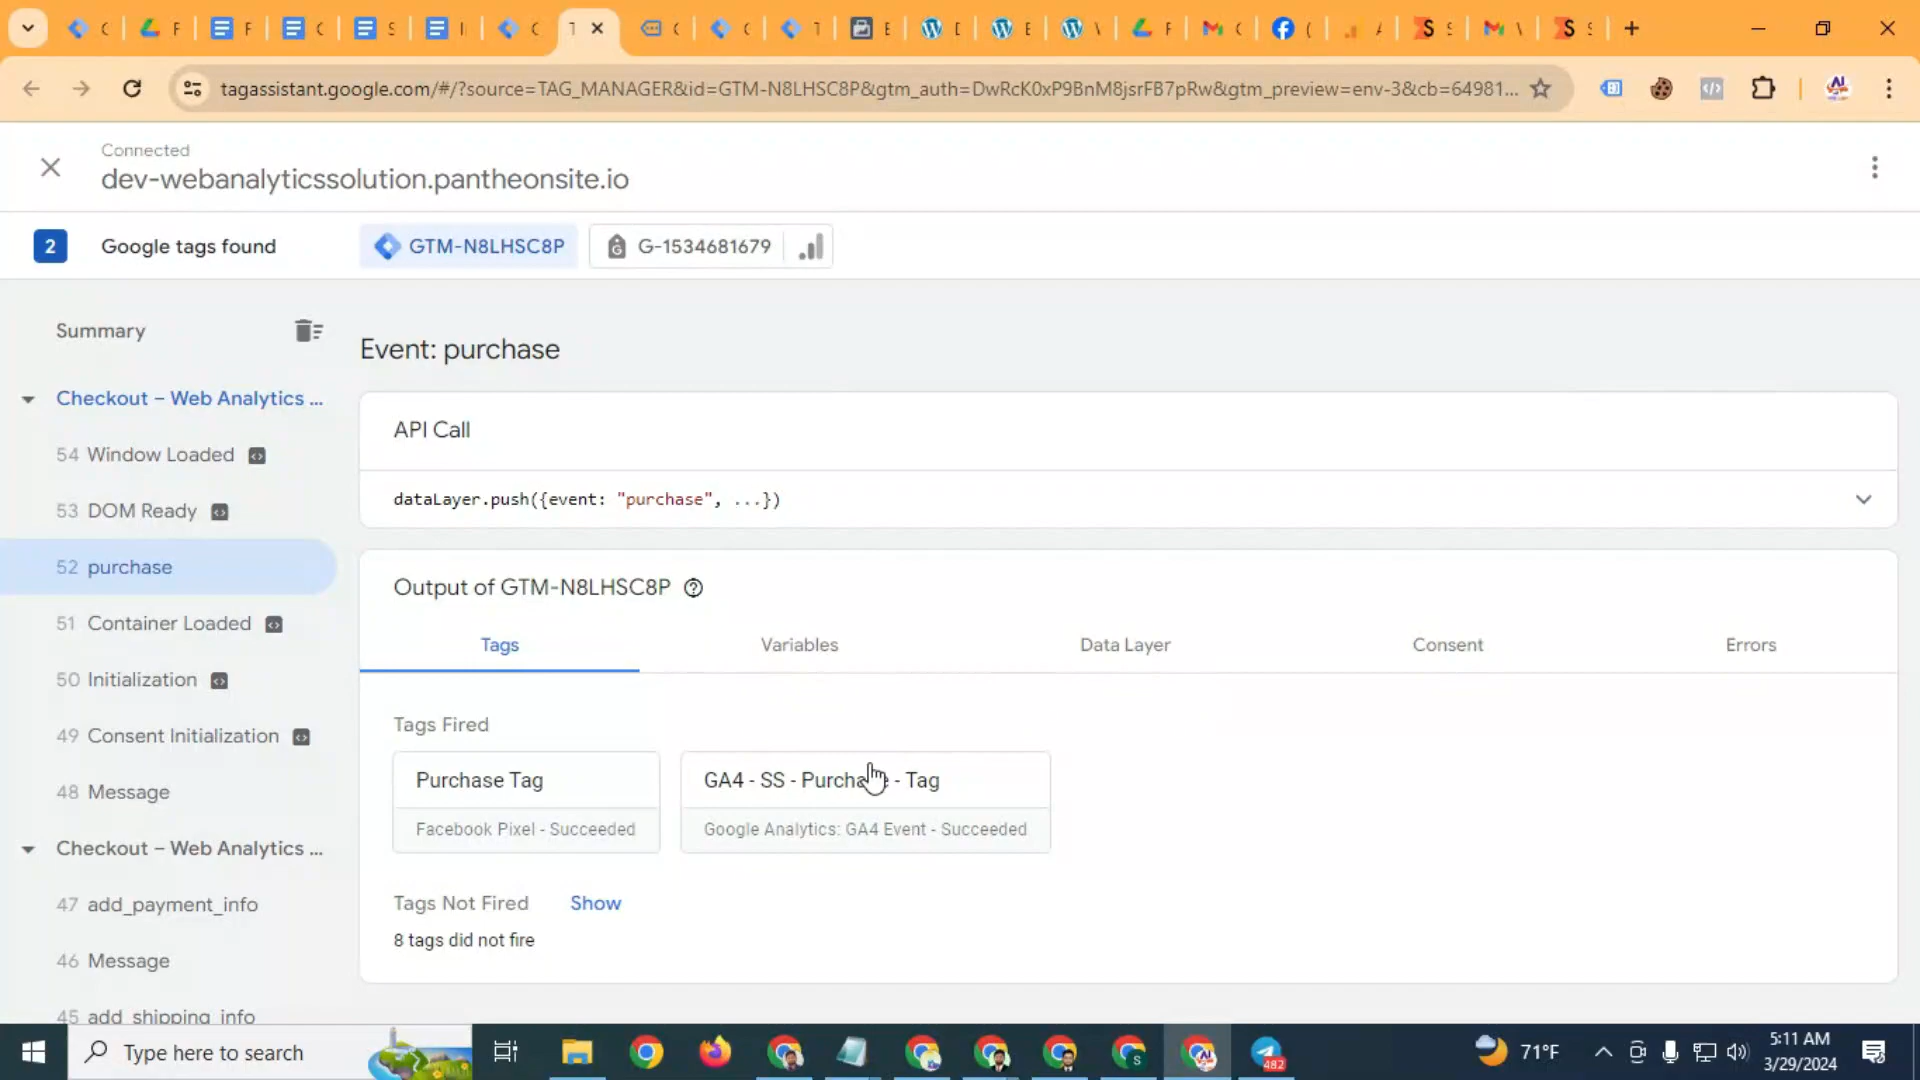 tagassistant.google.com/#/?source=TAG_MANAGER&id=GTM-N8LHSC8P&gtm_auth=DwRcK0xP9BnM8jsrFB7pRw&gtm_preview=env-3&cb=64981...
Connected
dev-webanalyticssolution.pantheonsite.io
2 Google tags found GTM-N8LHSC8P G-1534681679
Summary
Checkout – Web Analytics ...
54 Window Loaded
53 DOM Ready
52 purchase
51 Container Loaded
50 Initialization
49 Consent Initialization
48 Message
Checkout – Web Analytics ...
47 add_payment_info
46 Message
45 add_shipping_info
Event: purchase
API Call
dataLayer.push({event: "purchase", ...})
Output of GTM-N8LHSC8P
Tags Variables Data Layer Consent Errors
Tags Fired
Purchase Tag
Facebook Pixel - Succeeded
GA4 - SS - Purchase - Tag
Google Analytics: GA4 Event - Succeeded
Tags Not Fired Show
8 tags did not fire
Type here to search
482
71°F
5:11 AM
3/29/2024